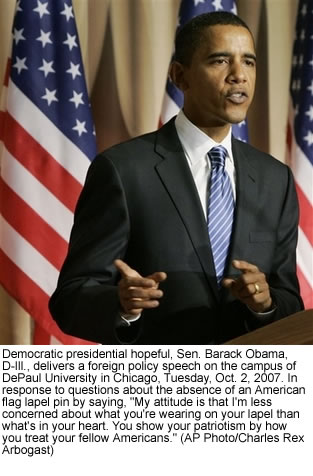 Democratic presidential hopeful, Sen. Barack Obama,
D-Ill., delivers a foreign policy speech on the campus of
DePaul University in Chicago, Tuesday, Oct. 2, 2007. In
response to questions about the absence of an American
flag lapel pin by saying, "My attitude is that I'm less
concerned about what you're wearing on your lapel than
what's in your heart. You show your patriotism by how
you treat your fellow Americans." (AP Photo/Charles Rex
Arbogast)